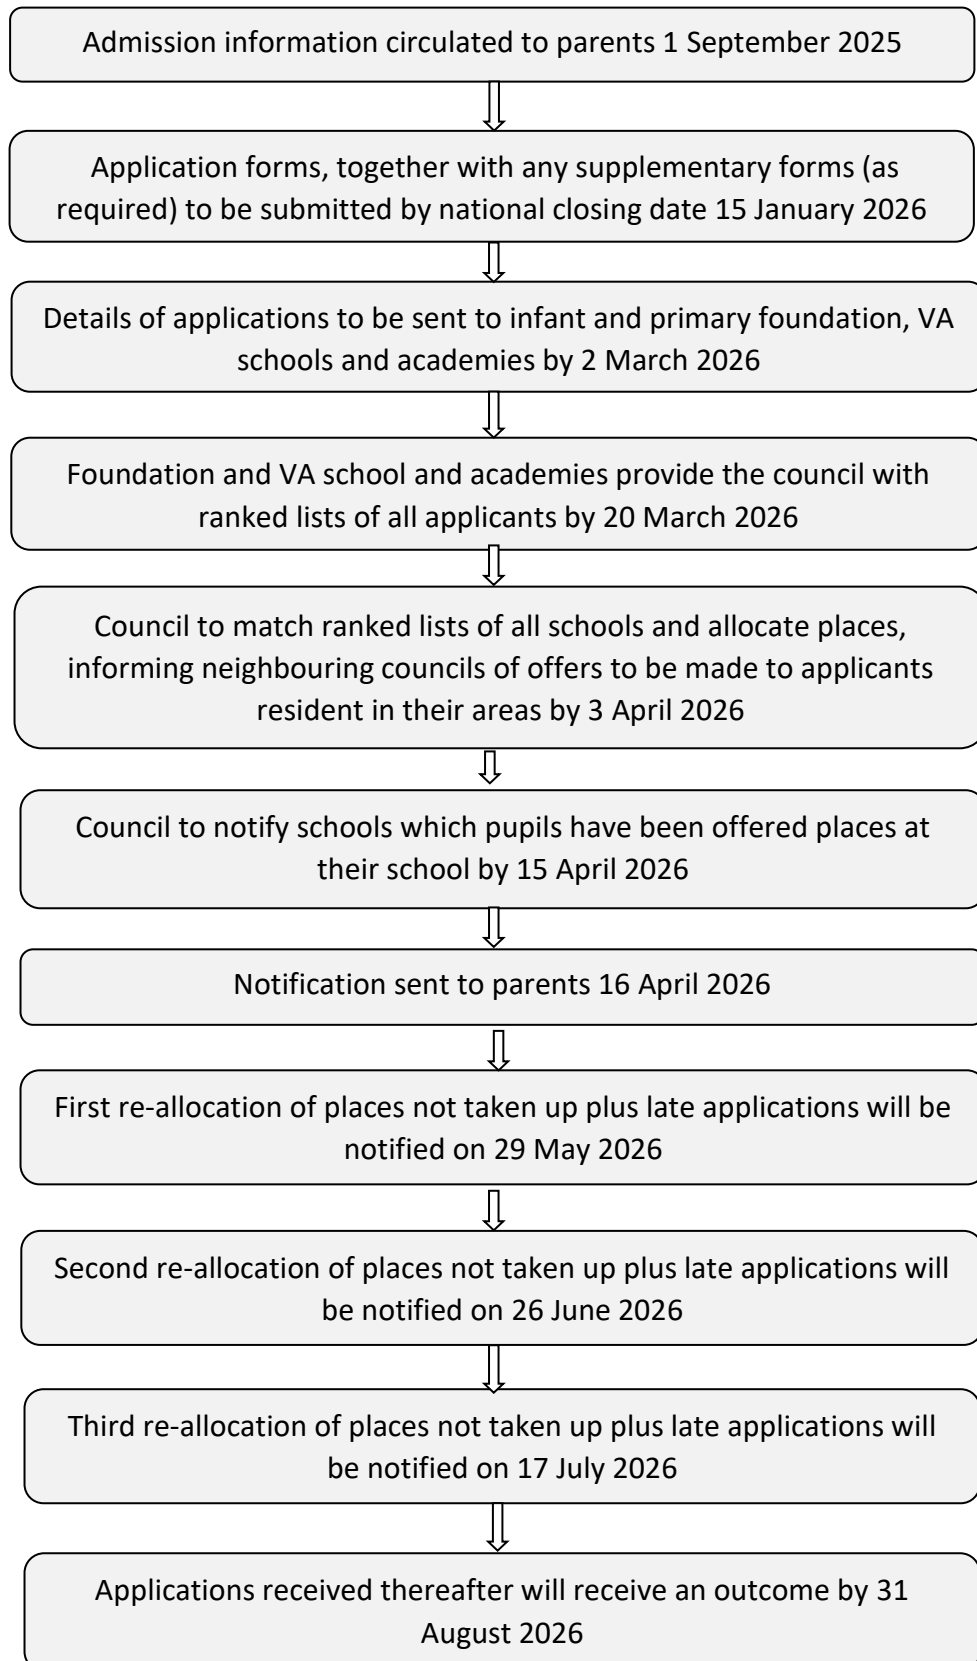 Admission information circulated to parents 1 September 2025
Application forms, together with any supplementary forms (as
required) to be submitted by national closing date 15 January 2026
Details of applications to be sent to infant and primary foundation, VA
schools and academies by 2 March 2026
Foundation and VA school and academies provide the council with
ranked lists of all applicants by 20 March 2026
Council to match ranked lists of all schools and allocate places,
informing neighbouring councils of offers to be made to applicants
resident in their areas by 3 April 2026
Council to notify schools which pupils have been offered places at
their school by 15 April 2026
Notification sent to parents 16 April 2026
First re-allocation of places not taken up plus late applications will be
notified on 29 May 2026
Second re-allocation of places not taken up plus late applications will
be notified on 26 June 2026
Third re-allocation of places not taken up plus late applications will
be notified on 17 July 2026
Applications received thereafter will receive an outcome by 31
August 2026